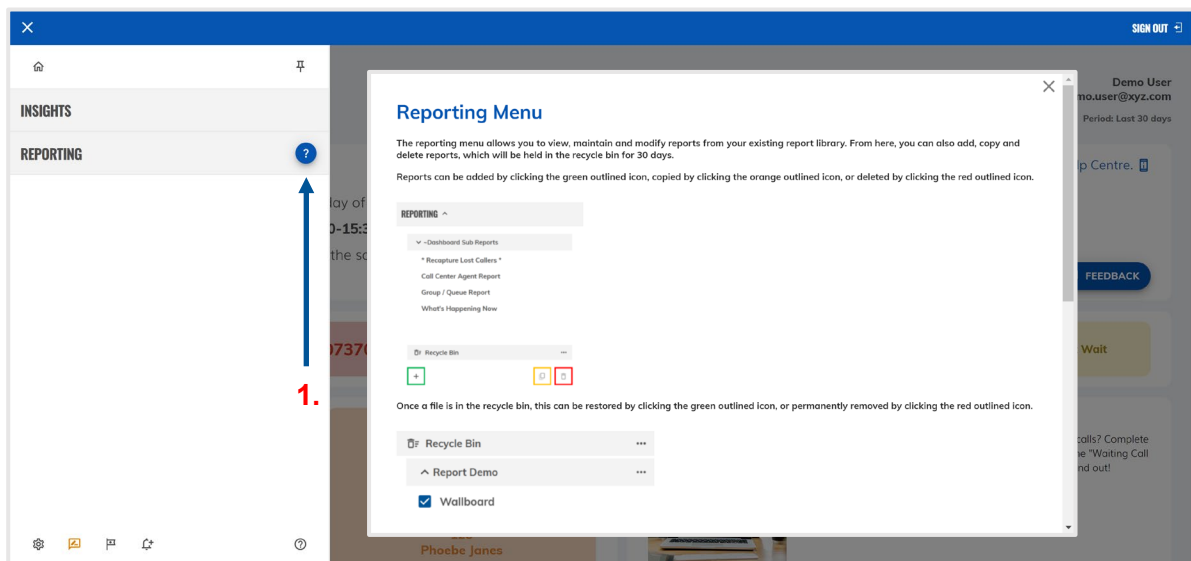 SIGN OUT
INSIGHTS
REPORTING
?
1.
Reporting Menu
The reporting menu allows you to view, maintain and modify reports from your existing report library. From here, you can also add, copy and
delete reports, which will be held in the recycle bin for 30 days.
Reports can be added by clicking the green outlined icon, copied by clicking the orange outlined icon, or deleted by clicking the red outlined icon.
REPORTING
~Dashboard Sub Reports
* Recapture Lost Callers *
Call Center Agent Report
Group / Queue Report
What's Happening Now
Recycle Bin
Once a file is in the recycle bin, this can be restored by clicking the green outlined icon, or permanently removed by clicking the red outlined icon.
Recycle Bin
Report Demo
Wallboard
Demo User
mo.user@xyz.com
Period: Last 30 days
lp Centre.
lay of
0-15:3
the sc
FEEDBACK
0737
Wait
calls? Complete
he "Waiting Call
nd out!
Phoebe Janes